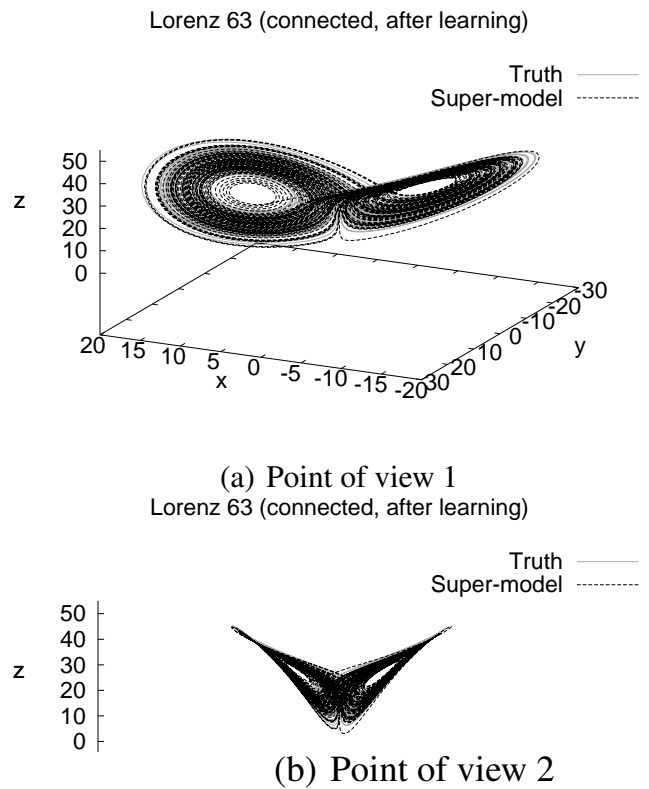 Lorenz 63 (connected, after learning)
Truth
Super-model
50
40
30
20
10
0
z
20 15 10 5 0 -5 -10 -15 -20
x
30 20 10 0 -10 -20 -30
y
(a) Point of view 1
Lorenz 63 (connected, after learning)
Truth
Super-model
50
40
30
20
10
0
z
(b) Point of view 2